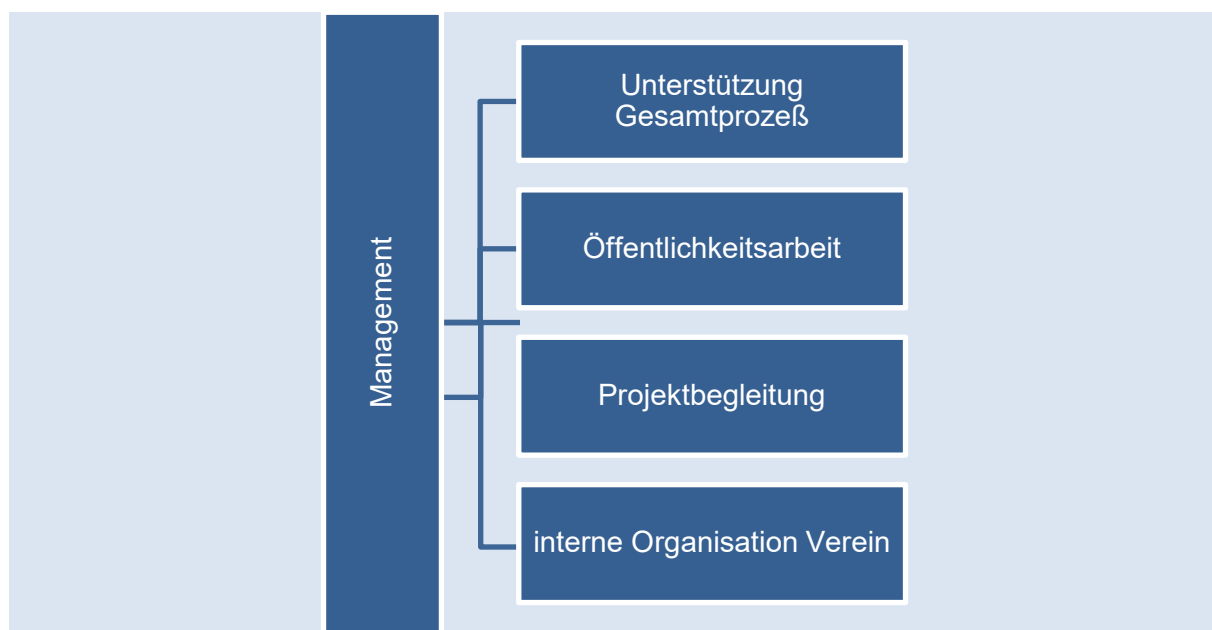 Management
Unterstützung
Gesamtprozeß
Öffentlichkeitsarbeit
Projektbegleitung
interne Organisation Verein